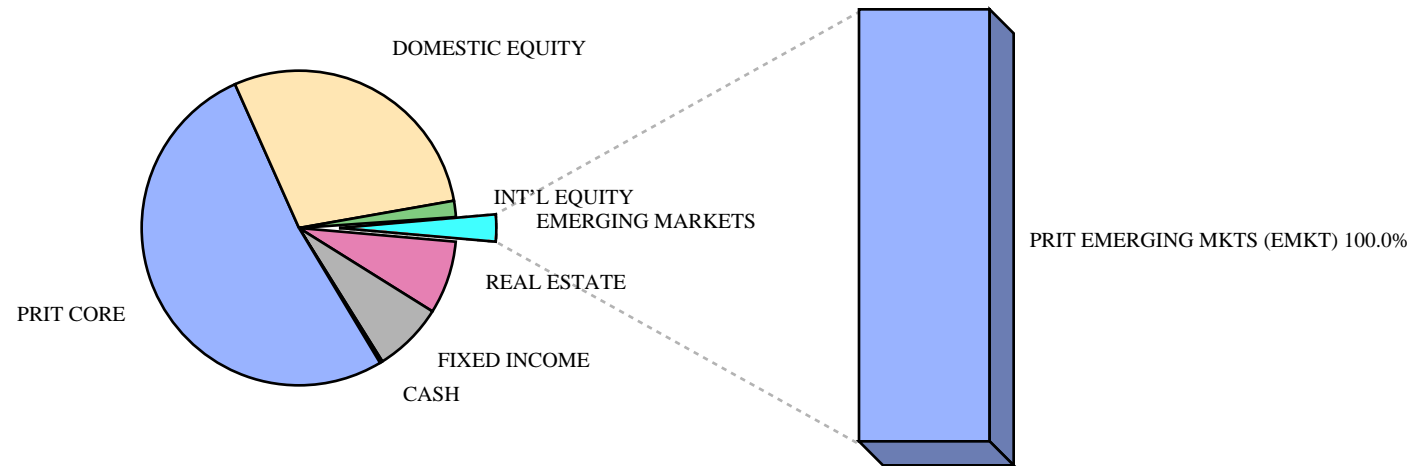 DOMESTIC EQUITY
INT'L EQUITY
EMERGING MARKETS
PRIT EMERGING MKTS (EMKT) 100.0%
REAL ESTATE
PRIT CORE
FIXED INCOME
CASH